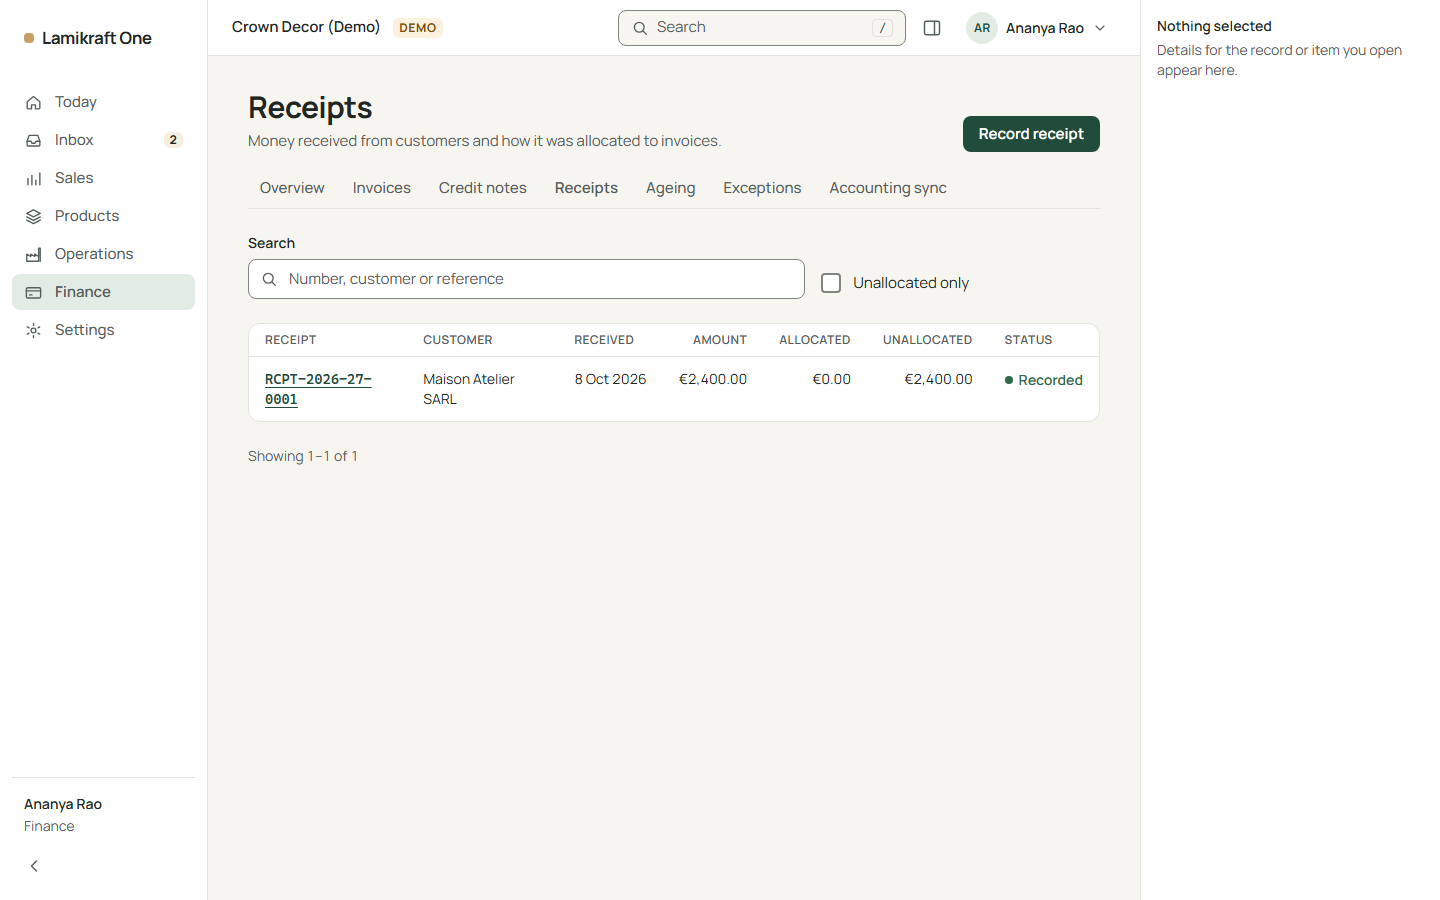 Lamikraft One
Today
Inbox 2
Sales
Products
Operations
Finance
Settings
Ananya Rao
Finance
Crown Decor (Demo) DEMO
Search /
AR Ananya Rao
Receipts
Money received from customers and how it was allocated to invoices.
Record receipt
Overview Invoices Credit notes Receipts Ageing Exceptions Accounting sync
Search
Number, customer or reference
Unallocated only
RECEIPT CUSTOMER RECEIVED AMOUNT ALLOCATED UNALLOCATED STATUS
RCPT-2026-27- Maison Atelier 8 Oct 2026 €2,400.00 €0.00 €2,400.00 Recorded
0001 SARL
Showing 1–1 of 1
Nothing selected
Details for the record or item you open
appear here.